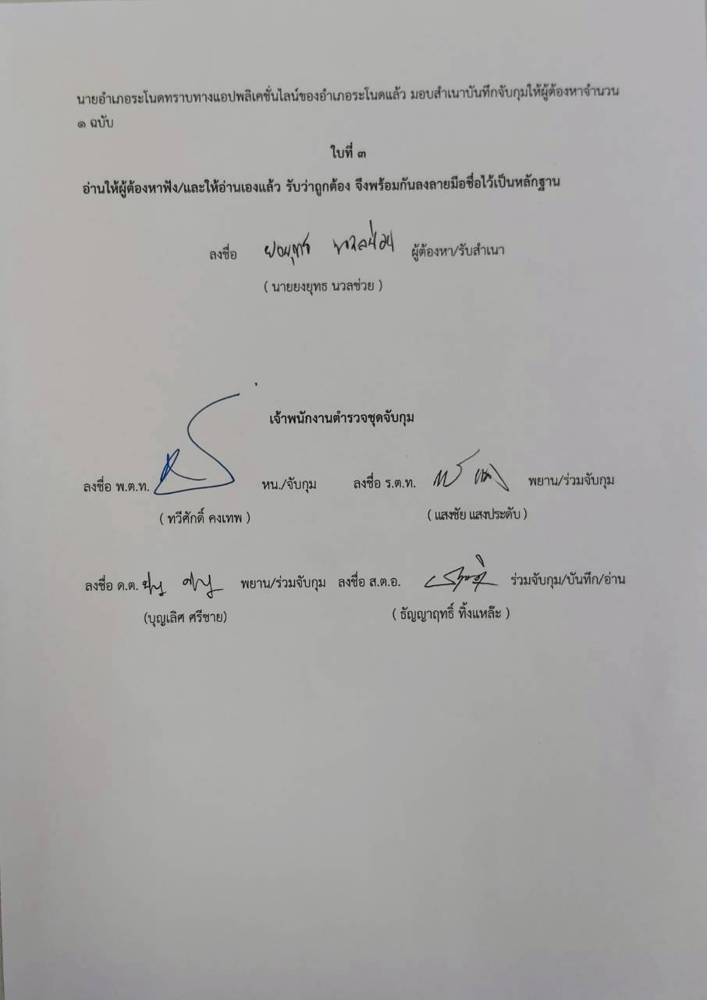 นายอำเภอระโนดทราบทางแอปพลิเคชั่นไลน์ของอำเภอระโนดแล้ว มอบสำเนาบันทึกจับกุมให้ผู้ต้องหาจำนวน
๑ ฉบับ
ใบที่ ๓
อ่านให้ผู้ต้องหาฟัง/และให้อ่านเองแล้ว รับว่าถูกต้อง จึงพร้อมกันลงลายมือชื่อไว้เป็นหลักฐาน
ลงชื่อ ยงยุทธ นวลช่วย ผู้ต้องหา/รับสำเนา
( นายยงยุทธ นวลช่วย )
เจ้าพนักงานตำรวจชุดจับกุม
ลงชื่อ พ.ต.ท. หน./จับกุม ลงชื่อ ร.ต.ท. พยาน/ร่วมจับกุม
( ทวีศักดิ์ คงเทพ ) ( แสงชัย แสงประดับ )
ลงชื่อ ด.ต. พยาน/ร่วมจับกุม ลงชื่อ ส.ต.อ. ร่วมจับกุม/บันทึก/อ่าน
(บุญเลิศ ศรีชาย) ( ธัญญาฤทธิ์ ทิ้งแหล๊ะ )